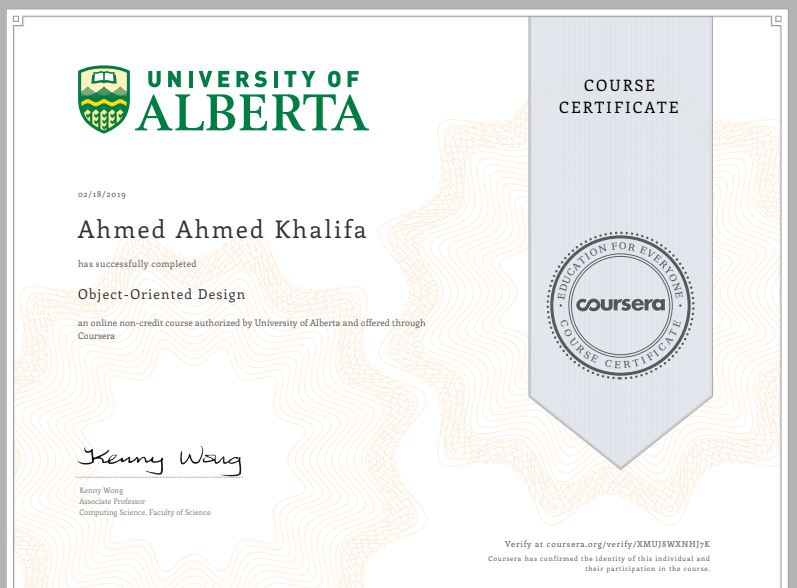 UNIVERSITY OF
ALBERTA
COURSE
CERTIFICATE
02/18/2019
Ahmed Ahmed Khalifa
has successfully completed
Object-Oriented Design
an online non-credit course authorized by University of Alberta and offered through
Coursera
EDUCATION FOR EVERYONE
coursera
COURSE CERTIFICATE
Kenny Wong
Kenny Wong
Associate Professor
Computing Science, Faculty of Science
Verify at coursera.org/verify/XMUJ8WXNHJ7K
Coursera has confirmed the identity of this individual and
their participation in the course.